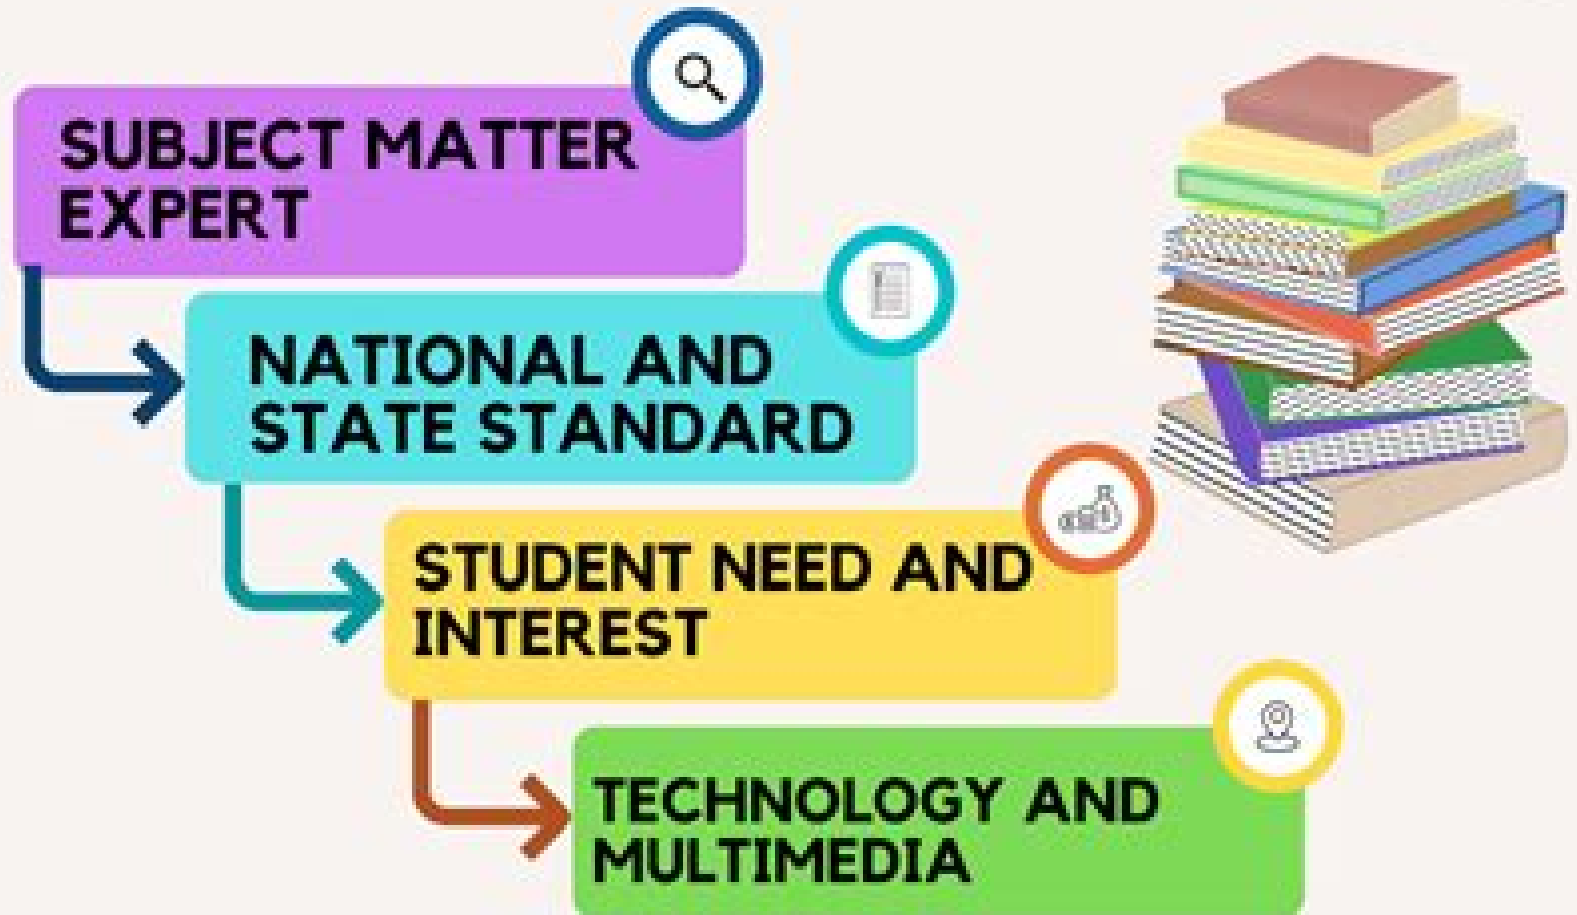 SUBJECT MATTER
EXPERT
NATIONAL AND
STATE STANDARD
STUDENT NEED AND
INTEREST
TECHNOLOGY AND
MULTIMEDIA